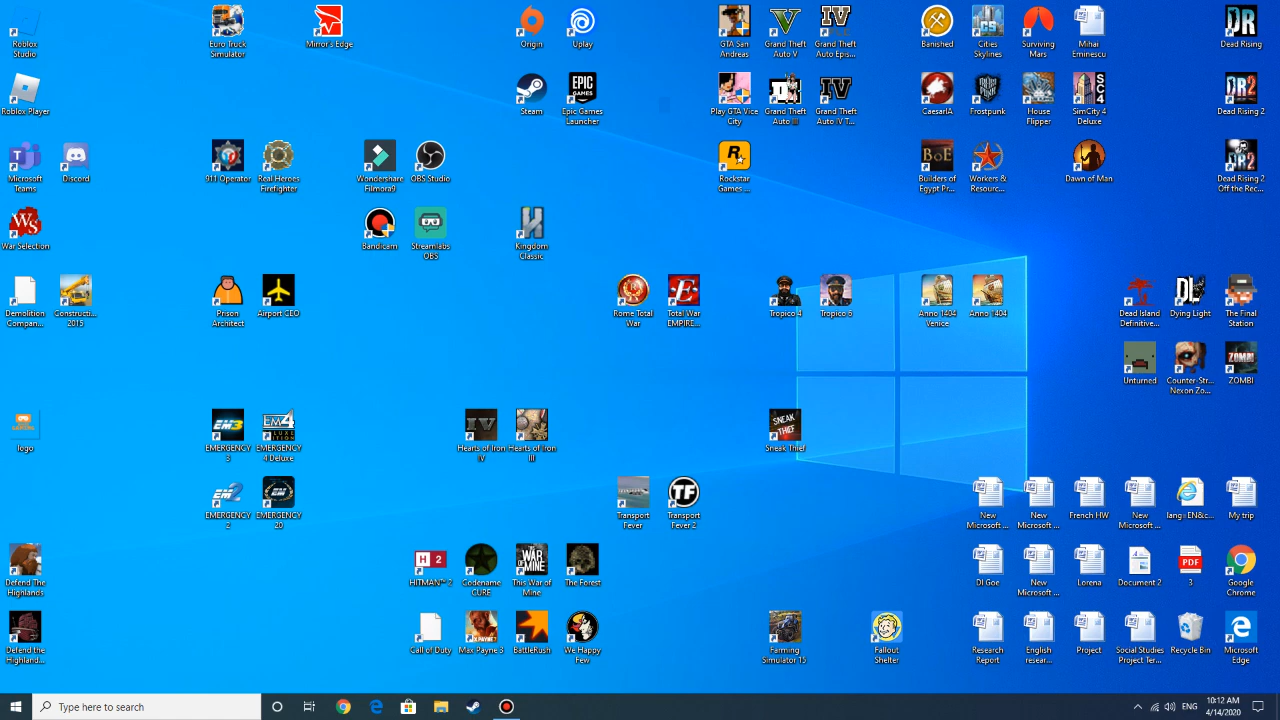 Roblox Studio
Euro Truck Simulator
Mirror's Edge
Origin
Uplay
GTA San Andreas
Grand Theft Auto V
Grand Theft Auto Epis...
Banished
Cities Skylines
Surviving Mars
Mihai Eminescu
Dead Rising
Roblox Player
Steam
Epic Games Launcher
Play GTA Vice City
Grand Theft Auto III
Grand Theft Auto IV T...
CaesarIA
Frostpunk
House Flipper
SimCity 4 Deluxe
Dead Rising 2
Microsoft Teams
Discord
911 Operator
Real Heroes Firefighter
Wondershare Filmora9
OBS Studio
Rockstar Games ...
Builders of Egypt Pr...
Workers & Resourc...
Dawn of Man
Dead Rising 2 Off the Rec...
War Selection
Bandicam
Streamlabs OBS
Kingdom Classic
Demolition Compan...
Constructi... 2015
Prison Architect
Airport CEO
Rome Total War
Total War EMPIRE...
Tropico 4
Tropico 6
Anno 1404 Venice
Anno 1404
Dead Island Definitive...
Dying Light
The Final Station
Unturned
Counter-Str... Nexon Zo...
ZOMBI
logo
EMERGENCY 3
EMERGENCY 4 Deluxe
Hearts of Iron IV
Hearts of Iron III
Sneak Thief
EMERGENCY 2
EMERGENCY 20
Transport Fever
Transport Fever 2
New Microsoft ...
New Microsoft ...
French HW
New Microsoft ...
lang=EN&c...
My trip
Defend The Highlands
HITMAN™ 2
Codename CURE
This War of Mine
The Forest
DI Goe
New Microsoft ...
Lorena
Document 2
3
Google Chrome
Defend the Highland...
Call of Duty
Max Payne 3
BattleRush
We Happy Few
Farming Simulator 15
Fallout Shelter
Research Report
English resear...
Project
Social Studies Project Ter...
Recycle Bin
Microsoft Edge
Type here to search
ENG
10:12 AM
4/14/2020